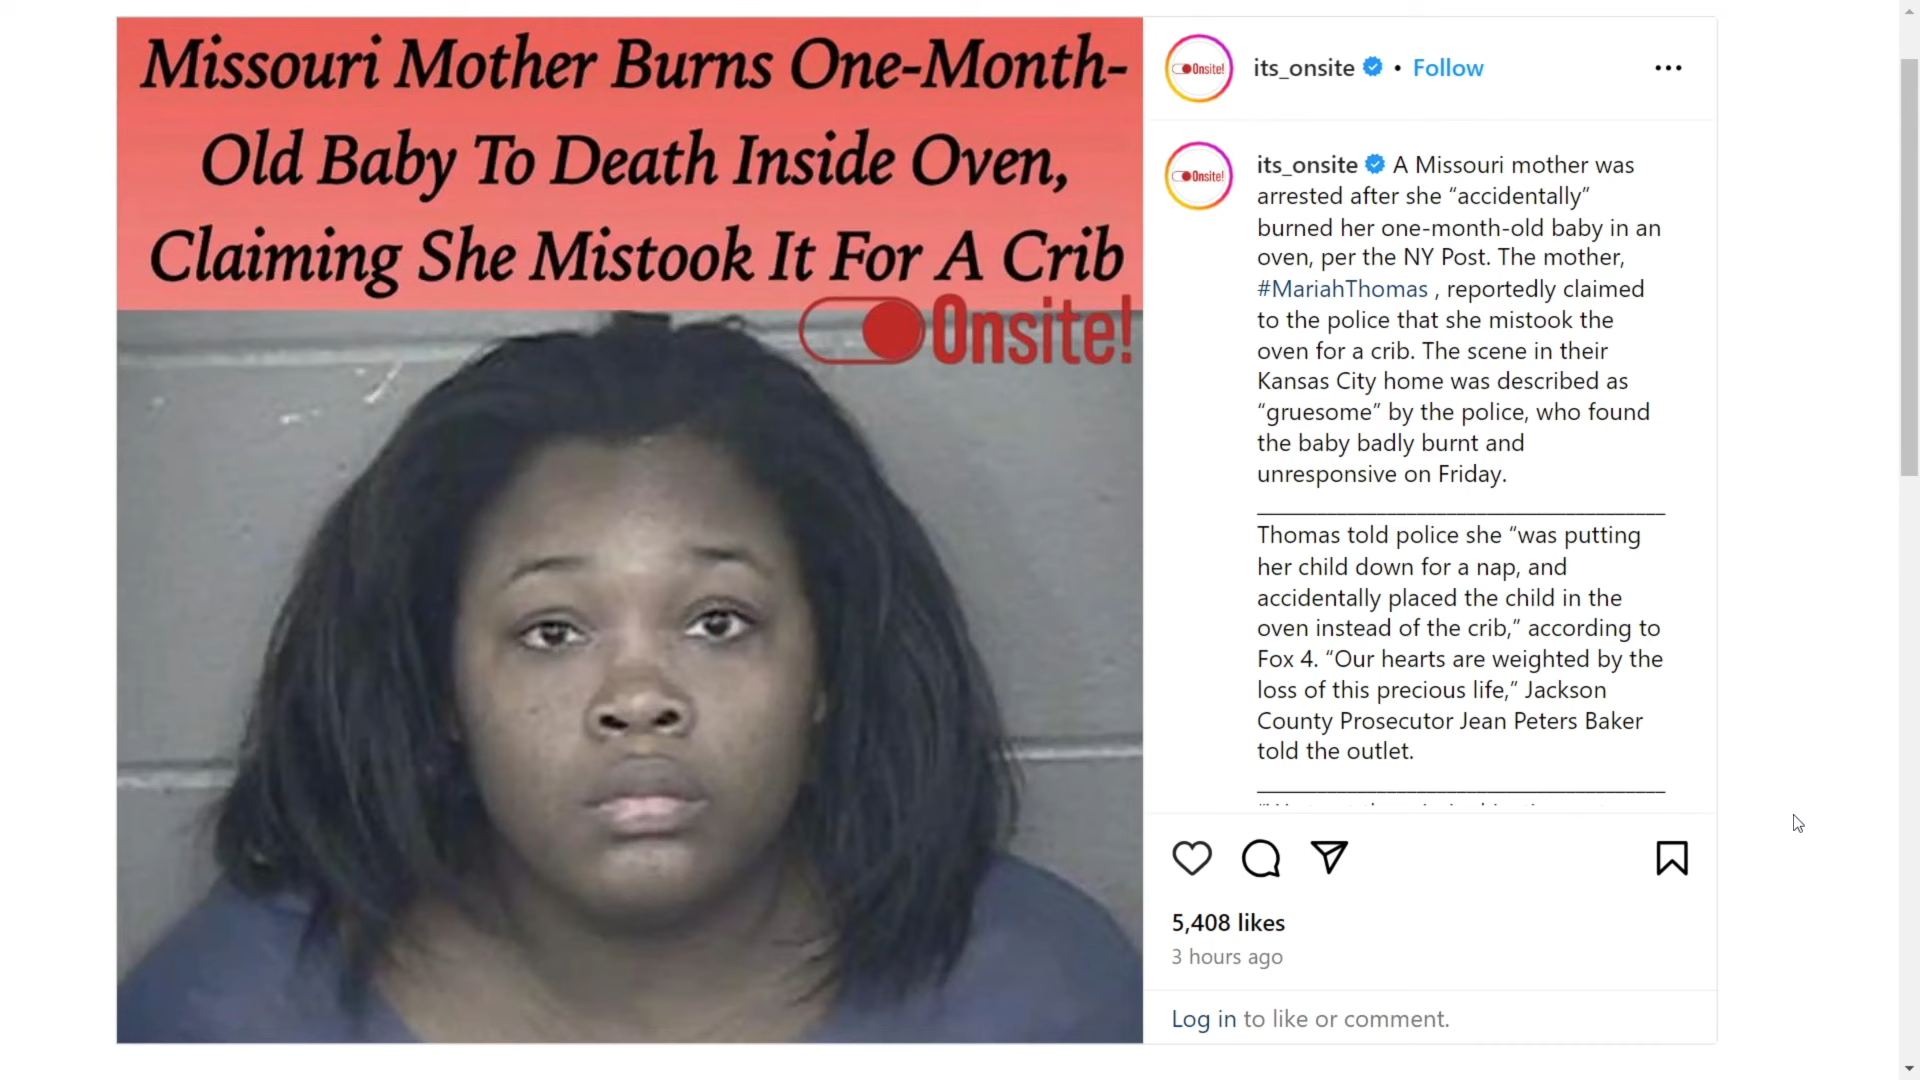 Missouri Mother Burns One-Month-
Old Baby To Death Inside Oven,
Claiming She Mistook It For A Crib
Onsite!
Onsite!
its_onsite • Follow
Onsite!
its_onsite A Missouri mother was
arrested after she “accidentally”
burned her one-month-old baby in an
oven, per the NY Post. The mother,
#MariahThomas , reportedly claimed
to the police that she mistook the
oven for a crib. The scene in their
Kansas City home was described as
“gruesome” by the police, who found
the baby badly burnt and
unresponsive on Friday.
Thomas told police she “was putting
her child down for a nap, and
accidentally placed the child in the
oven instead of the crib,” according to
Fox 4. “Our hearts are weighted by the
loss of this precious life,” Jackson
County Prosecutor Jean Peters Baker
told the outlet.
5,408 likes
3 hours ago
Log in to like or comment.